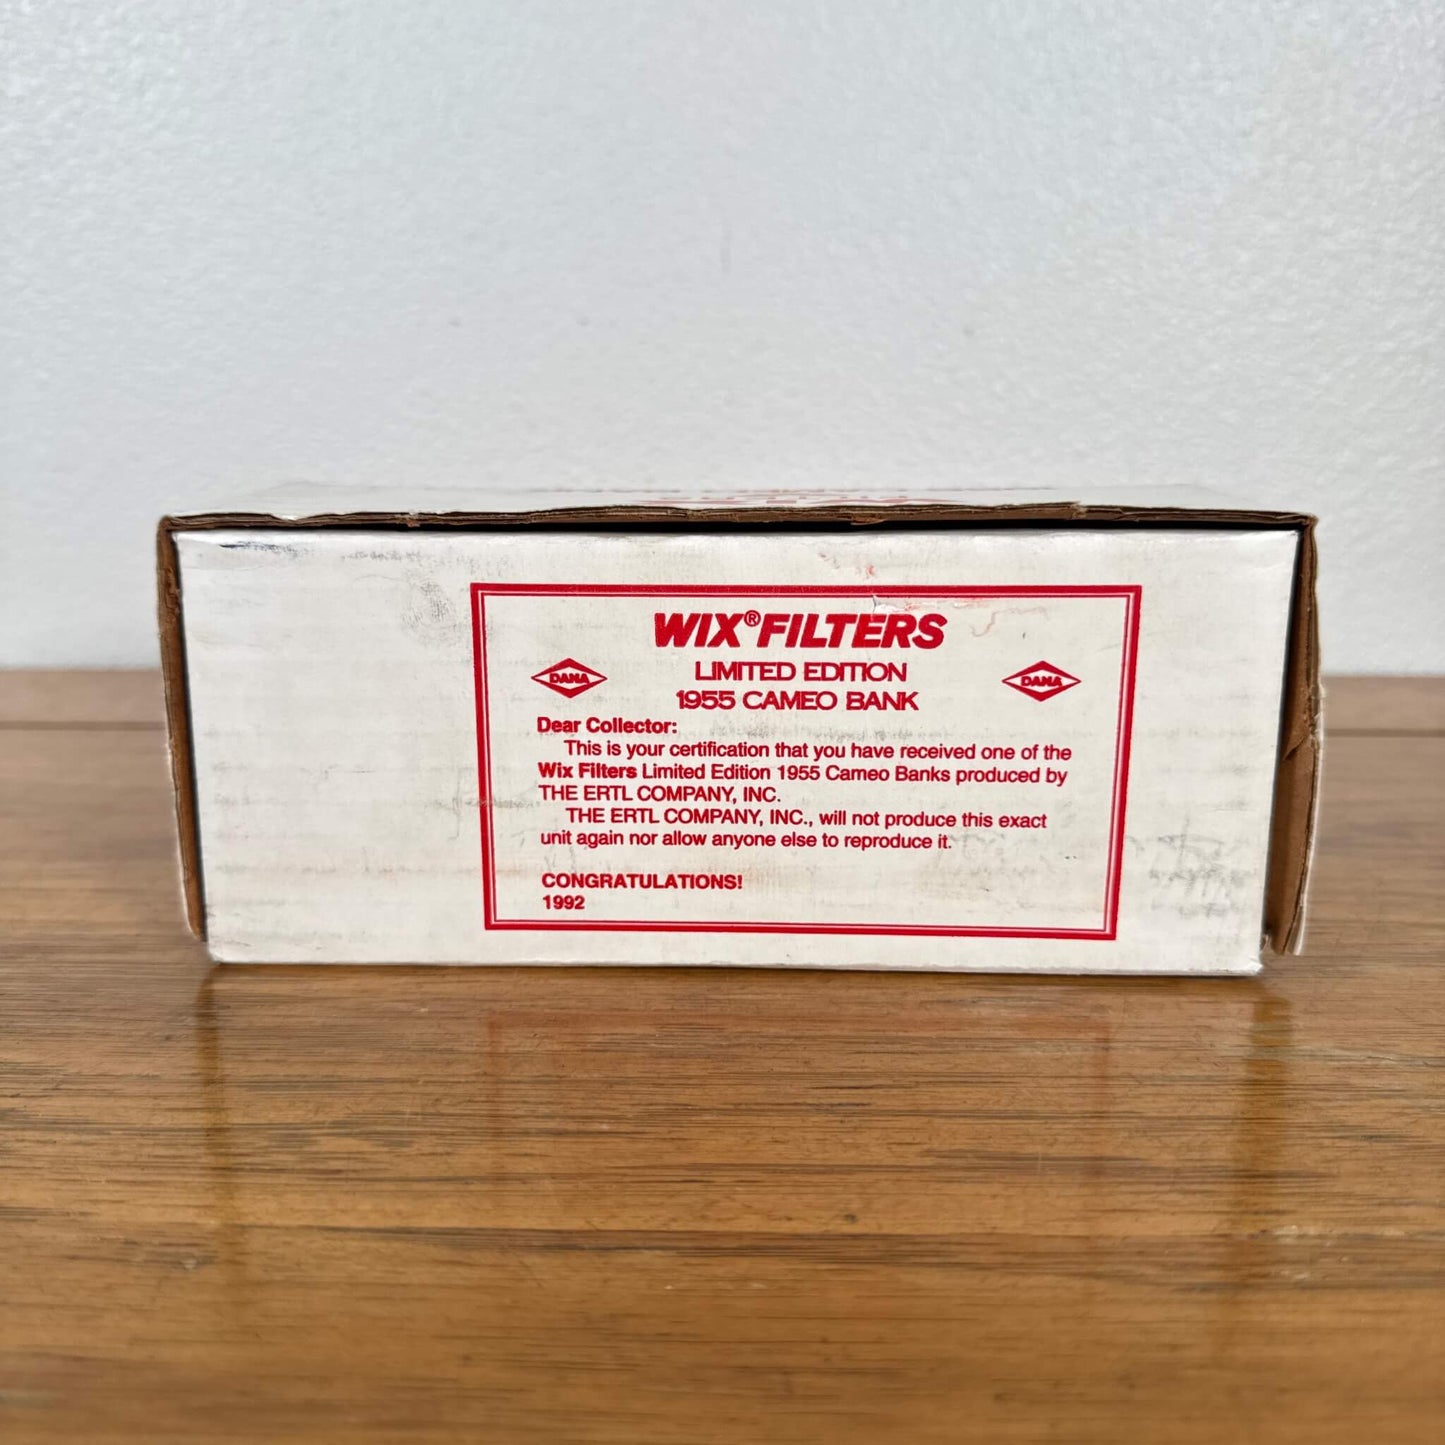 WIX® FILTERS
LIMITED EDITION
DANA
DANA
1955 CAMEO BANK
Dear Collector:
This is your certification that you have received one of the
Wix Filters Limited Edition 1955 Cameo Banks produced by
THE ERTL COMPANY, INC.
THE ERTL COMPANY, INC., will not produce this exact
unit again nor allow anyone else to reproduce it.
CONGRATULATIONS!
1992